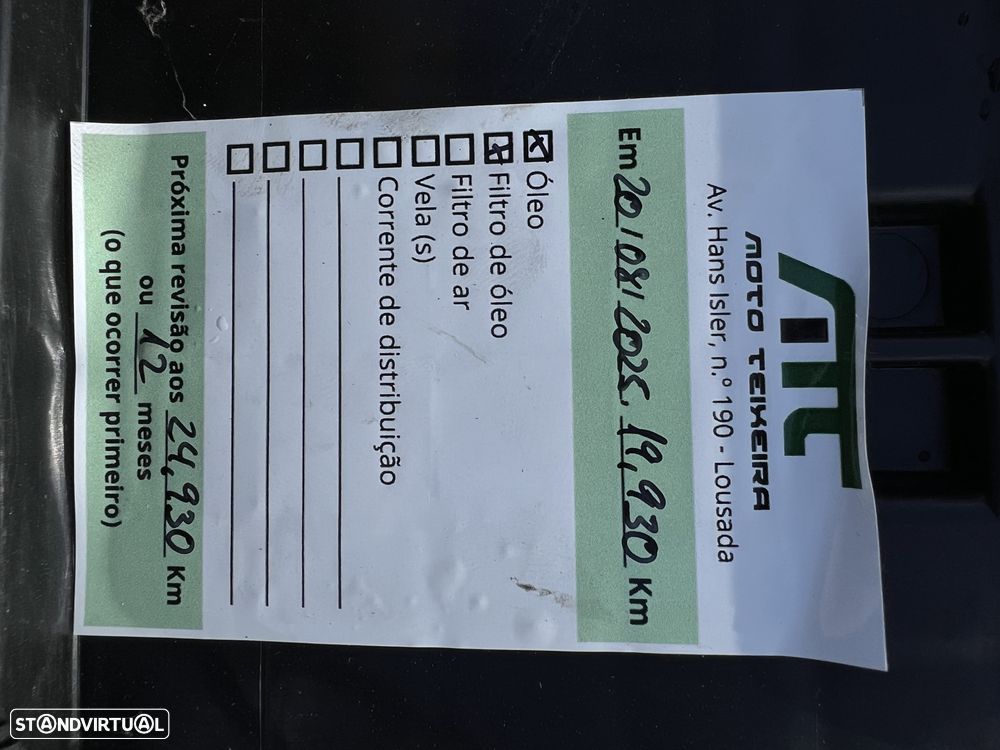 MOTO TEIXEIRA
Av. Hans Isler, n.º 190 - Lousada
Em 20/08/2025. 19,930 Km
Óleo
Filtro de óleo
Filtro de ar
Vela (s)
Corrente de distribuição
Próxima revisão aos 24,930 Km
ou 12 meses
(o que ocorrer primeiro)
STANDVIRTUAL